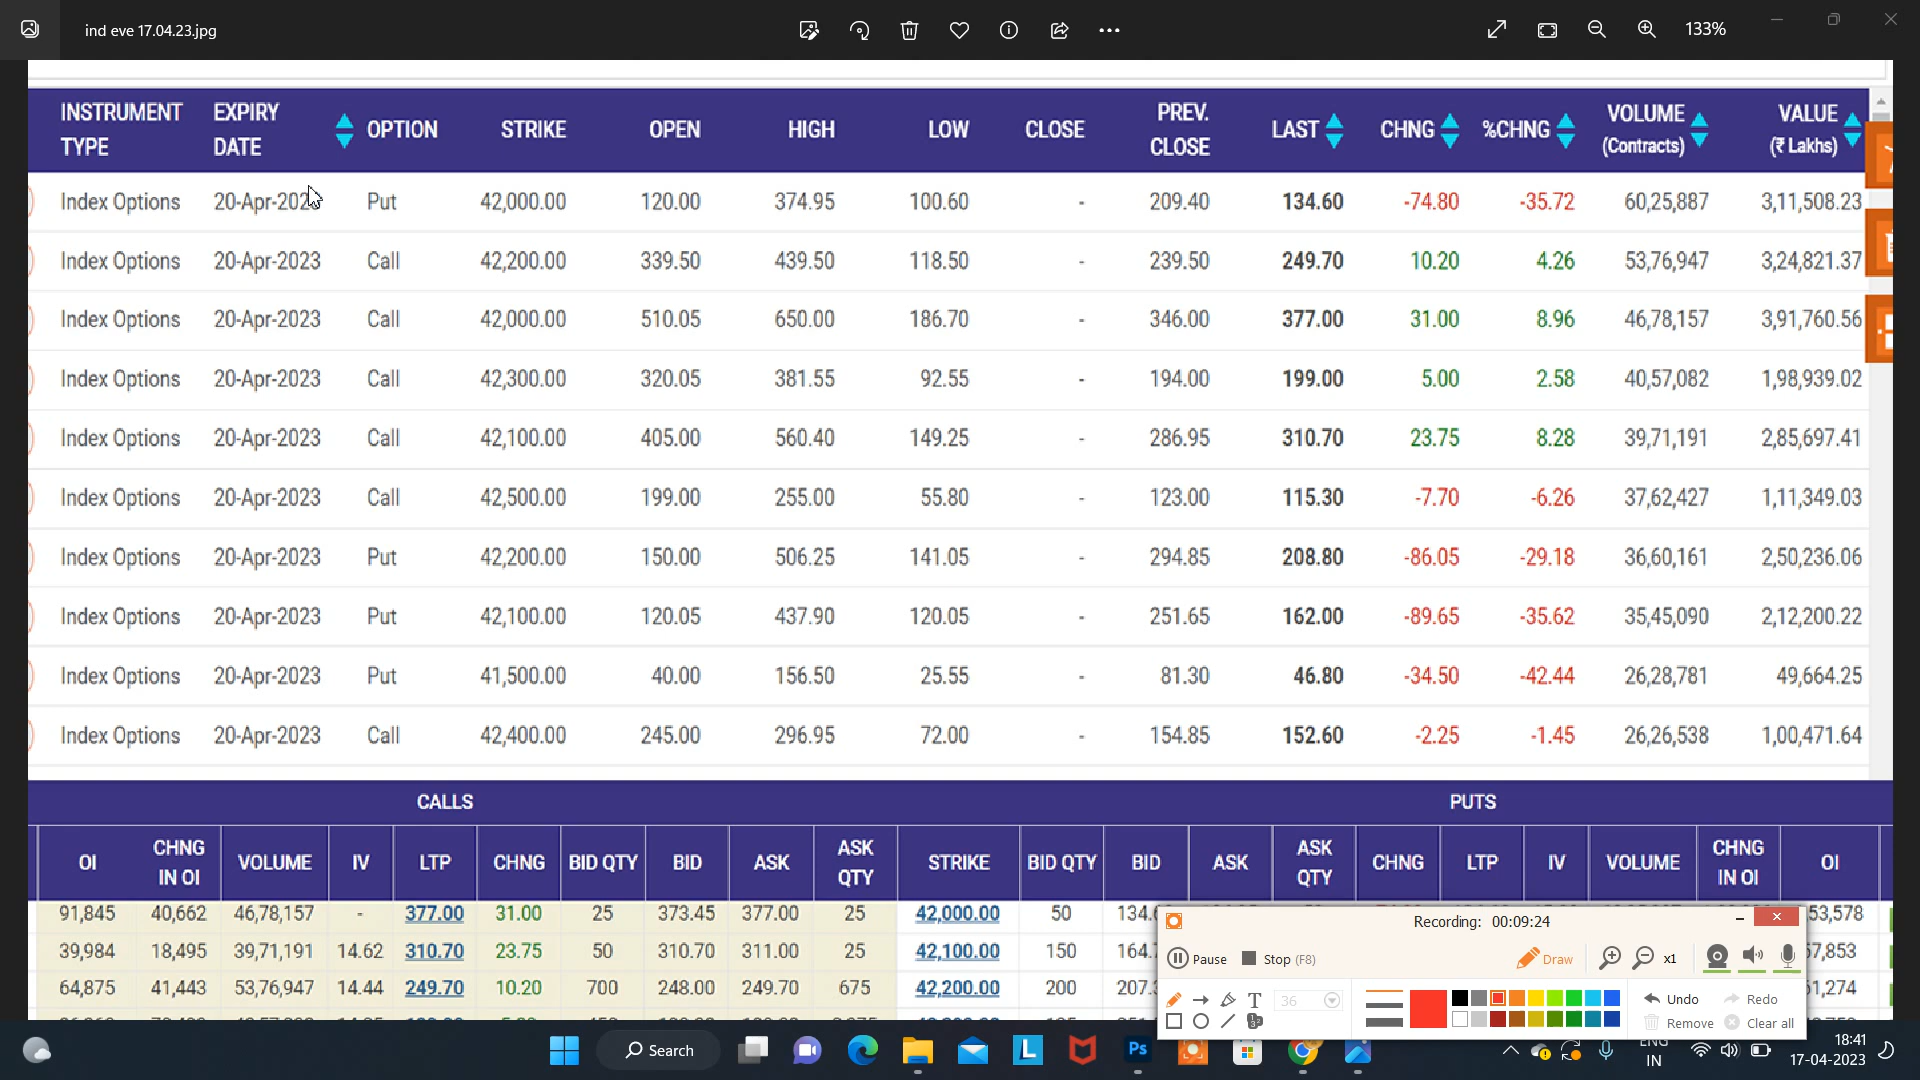 ind eve 17.04.23.jpg
133%
INSTRUMENT TYPE EXPIRY DATE OPTION STRIKE OPEN HIGH LOW CLOSE PREV. CLOSE LAST CHNG %CHNG VOLUME (Contracts) VALUE (₹ Lakhs)
Index Options 20-Apr-2023 Put 42,000.00 120.00 374.95 100.60 - 209.40 134.60 -74.80 -35.72 60,25,887 3,11,508.23
Index Options 20-Apr-2023 Call 42,200.00 339.50 439.50 118.50 - 239.50 249.70 10.20 4.26 53,76,947 3,24,821.37
Index Options 20-Apr-2023 Call 42,000.00 510.05 650.00 186.70 - 346.00 377.00 31.00 8.96 46,78,157 3,91,760.56
Index Options 20-Apr-2023 Call 42,300.00 320.05 381.55 92.55 - 194.00 199.00 5.00 2.58 40,57,082 1,98,939.02
Index Options 20-Apr-2023 Call 42,100.00 405.00 560.40 149.25 - 286.95 310.70 23.75 8.28 39,71,191 2,85,697.41
Index Options 20-Apr-2023 Call 42,500.00 199.00 255.00 55.80 - 123.00 115.30 -7.70 -6.26 37,62,427 1,11,349.03
Index Options 20-Apr-2023 Put 42,200.00 150.00 506.25 141.05 - 294.85 208.80 -86.05 -29.18 36,60,161 2,50,236.06
Index Options 20-Apr-2023 Put 42,100.00 120.05 437.90 120.05 - 251.65 162.00 -89.65 -35.62 35,45,090 2,12,200.22
Index Options 20-Apr-2023 Put 41,500.00 40.00 156.50 25.55 - 81.30 46.80 -34.50 -42.44 26,28,781 49,664.25
Index Options 20-Apr-2023 Call 42,400.00 245.00 296.95 72.00 - 154.85 152.60 -2.25 -1.45 26,26,538 1,00,471.64
CALLS PUTS
OI CHNG IN OI VOLUME IV LTP CHNG BID QTY BID ASK ASK QTY STRIKE BID QTY BID ASK ASK QTY CHNG LTP IV VOLUME CHNG IN OI OI
91,845 40,662 46,78,157 - 377.00 31.00 25 373.45 377.00 25 42,000.00 50 134. 53,578
39,984 18,495 39,71,191 14.62 310.70 23.75 50 310.70 311.00 25 42,100.00 150 164. 7,853
64,875 41,443 53,76,947 14.44 249.70 10.20 700 248.00 249.70 675 42,200.00 200 207. 1,274
Recording: 00:09:24
Pause Stop (F8) Draw x1
T 36 Undo Redo
Remove Clear all
Search
L Ps
ENG
IN
18:41
17-04-2023